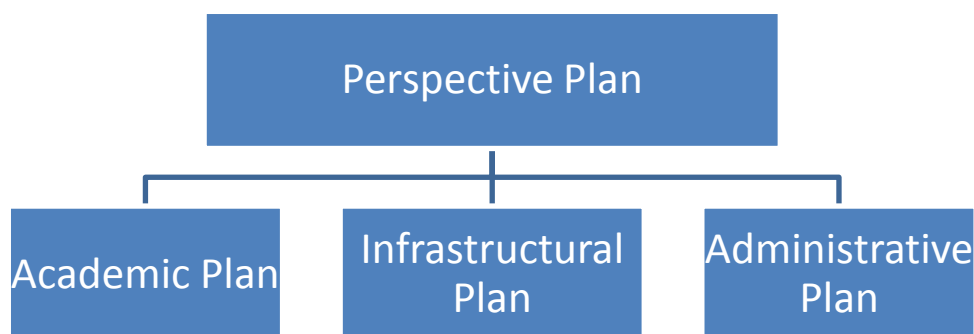 Perspective Plan
Academic Plan
Infrastructural
Plan
Administrative
Plan